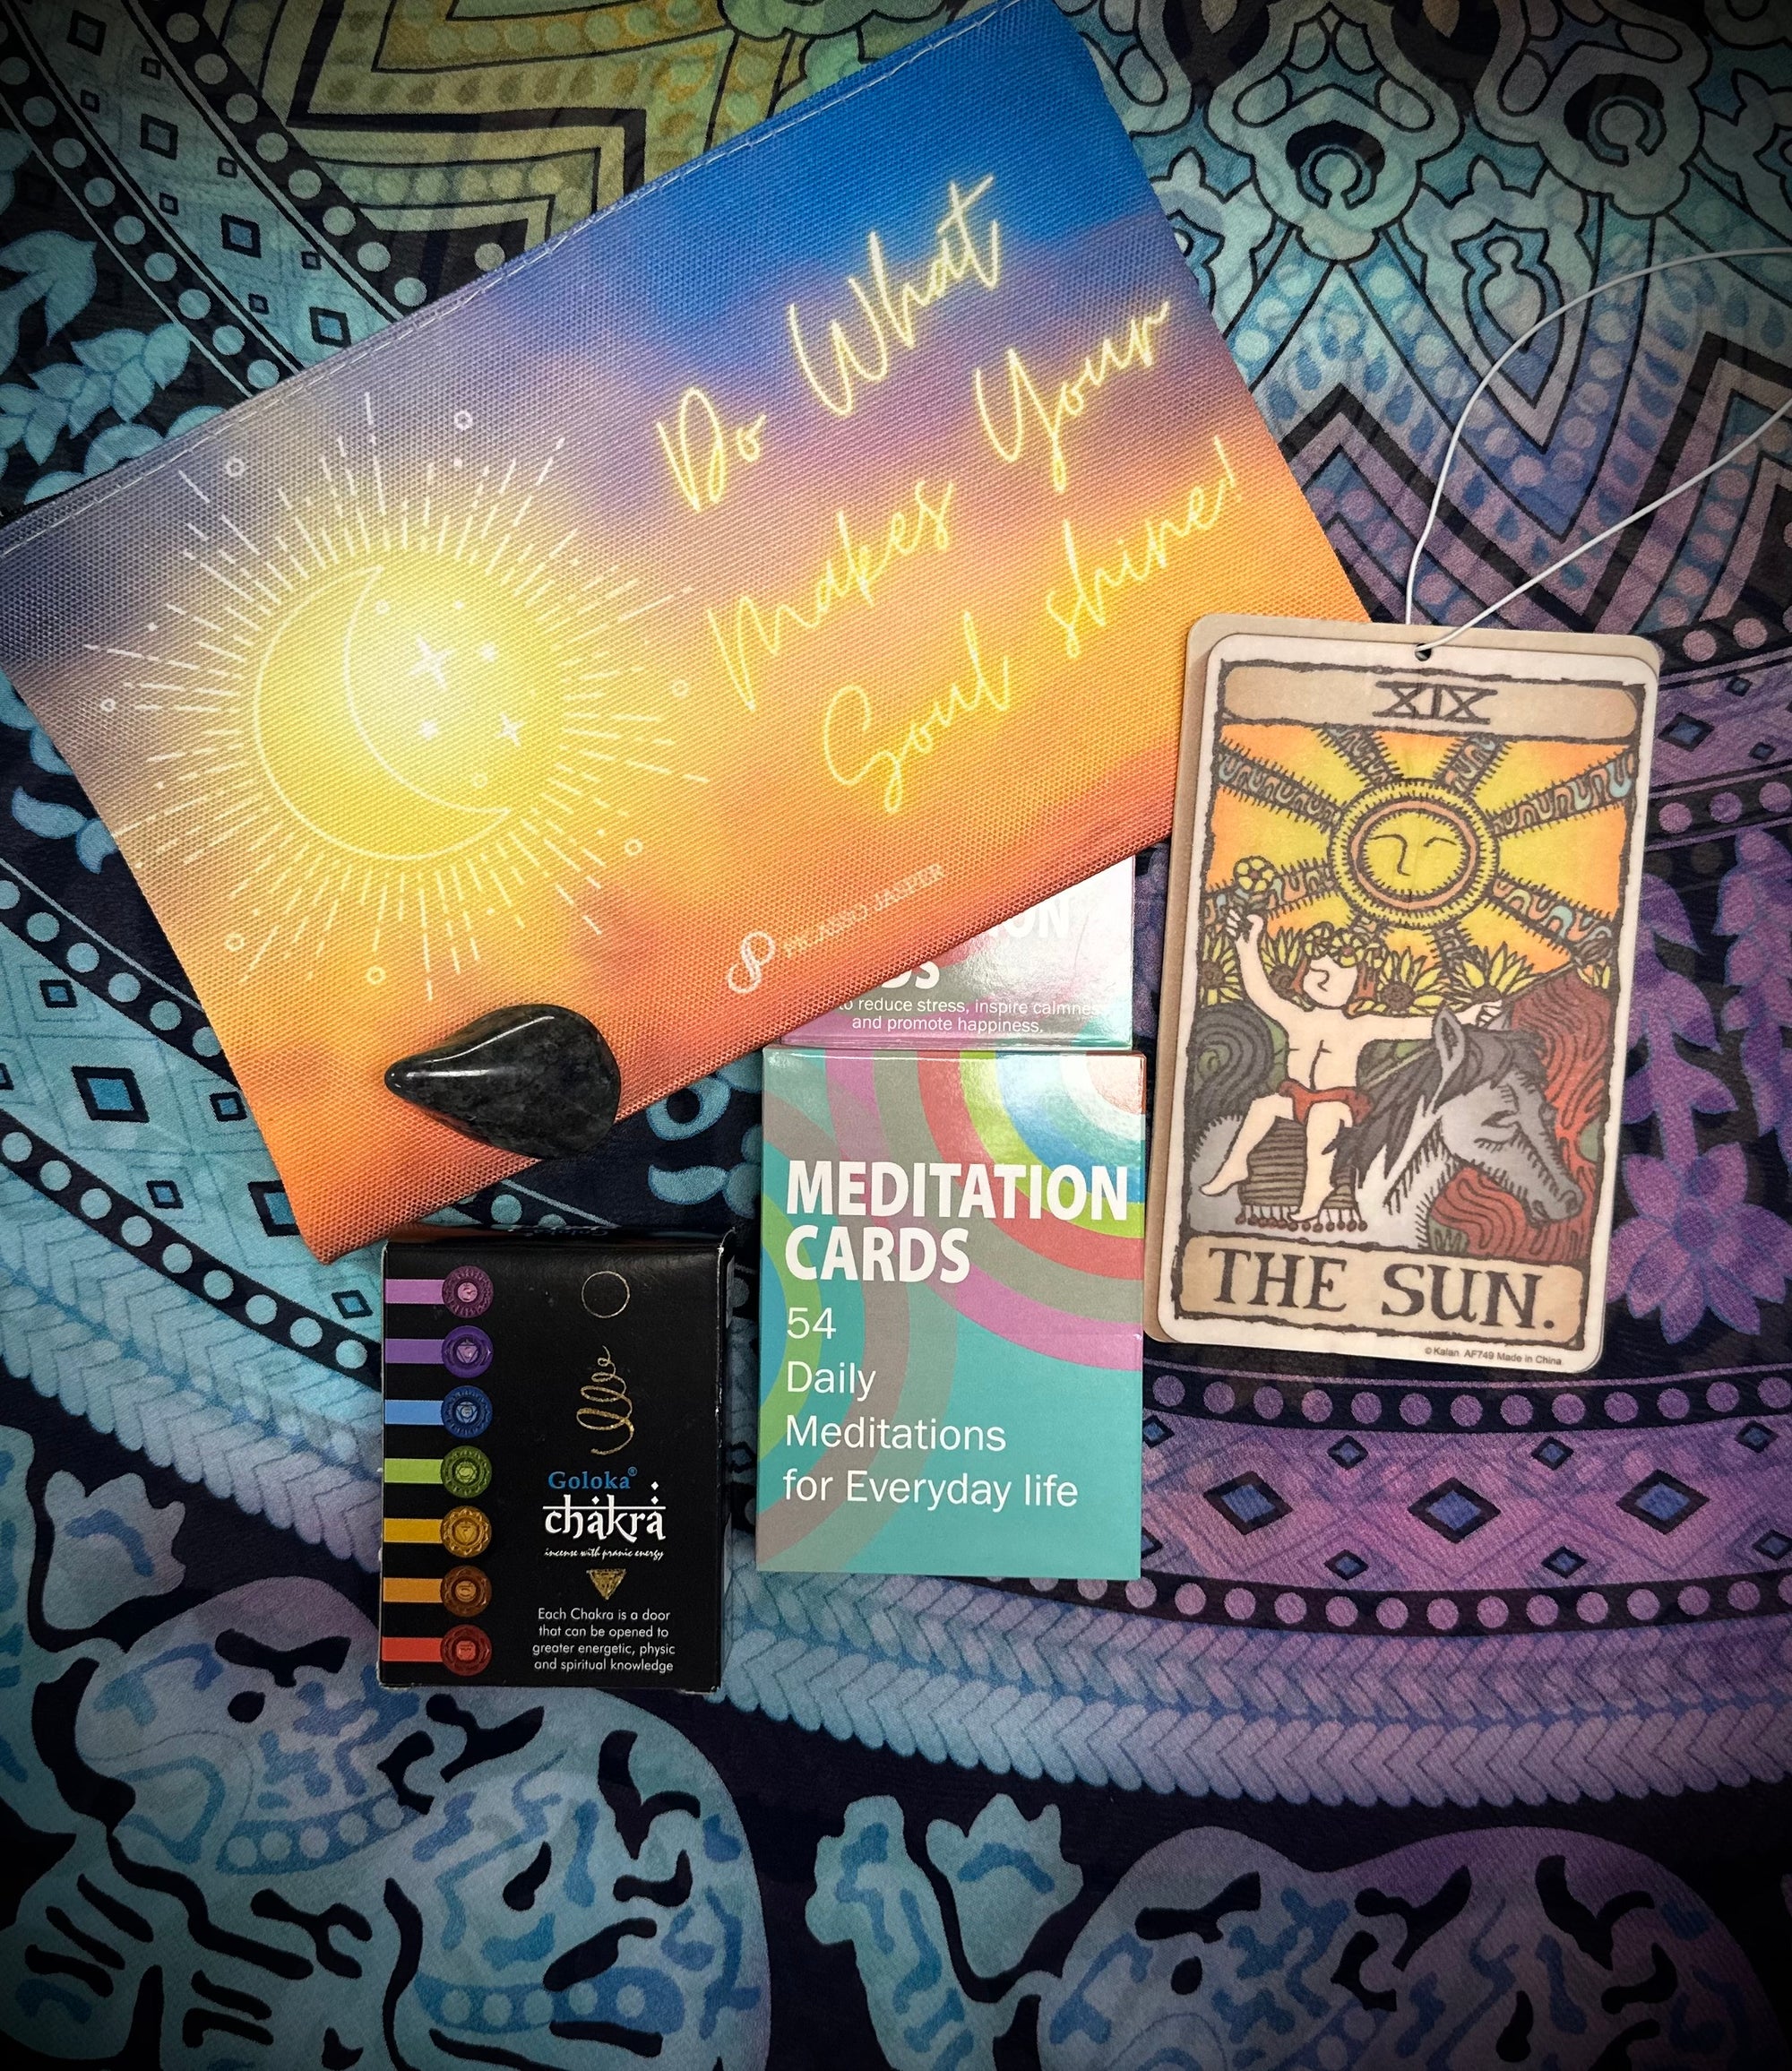 Do What
Makes Your
Soul shine!
PICASSO JASPER
to reduce stress, inspire calmness
and promote happiness.
MEDITATION
CARDS
54
Daily
Meditations
for Everyday life
XIX
THE SUN.
© Kalan AF749 Made in China
Goloka®
chakra
incense with pranic energy
Each Chakra is a door
that can be opened to
greater energetic, physic
and spiritual knowledge